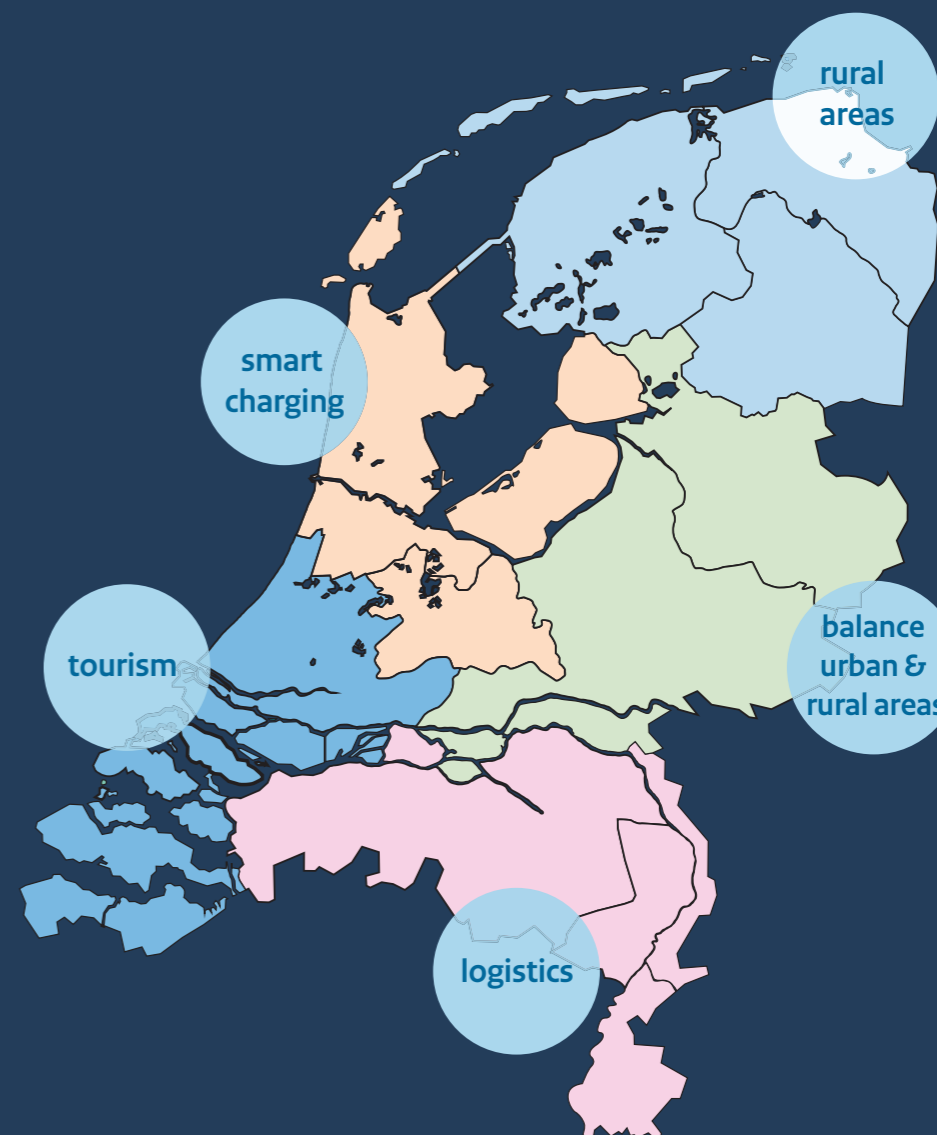 rural
areas
smart
charging
tourism
balance
urban &
rural areas
logistics